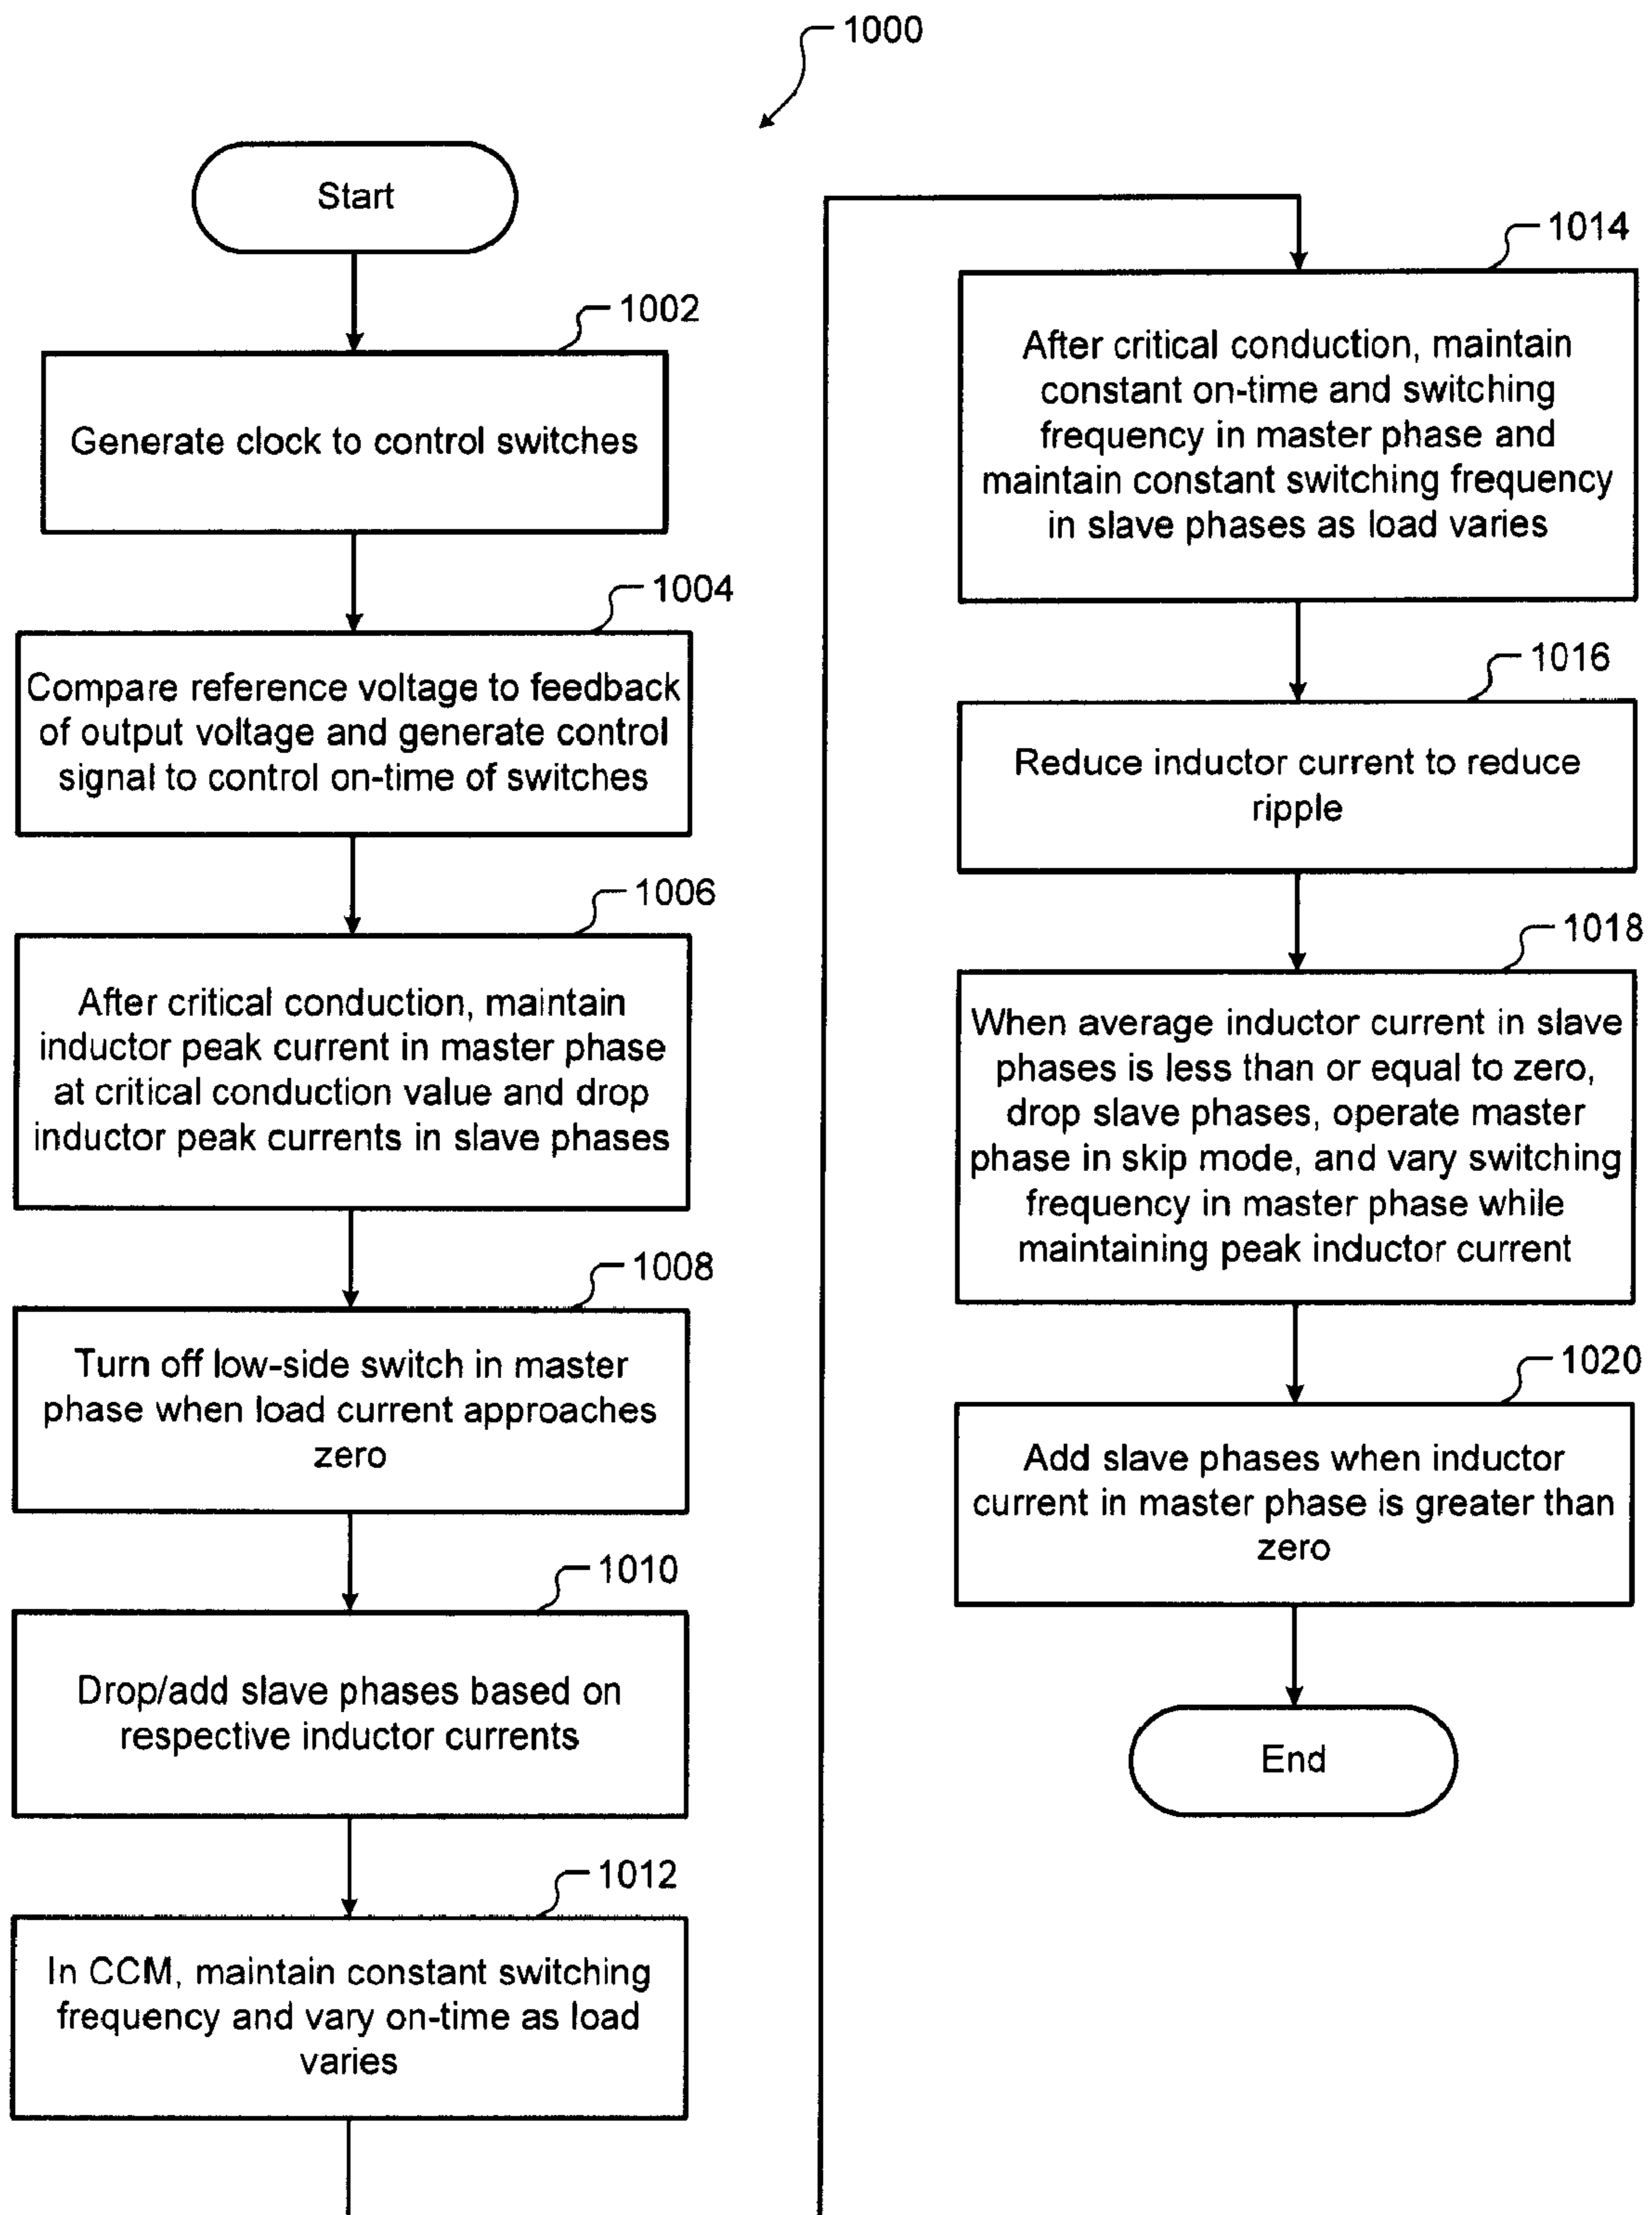 1000
Start
1002
Generate clock to control switches
1004
Compare reference voltage to feedback
of output voltage and generate control
signal to control on-time of switches
1006
After critical conduction, maintain
inductor peak current in master phase
at critical conduction value and drop
inductor peak currents in slave phases
1008
Turn off low-side switch in master
phase when load current approaches
zero
1010
Drop/add slave phases based on
respective inductor currents
1012
In CCM, maintain constant switching
frequency and vary on-time as load
varies
1014
After critical conduction, maintain
constant on-time and switching
frequency in master phase and
maintain constant switching frequency
in slave phases as load varies
1016
Reduce inductor current to reduce
ripple
1018
When average inductor current in slave
phases is less than or equal to zero,
drop slave phases, operate master
phase in skip mode, and vary switching
frequency in master phase while
maintaining peak inductor current
1020
Add slave phases when inductor
current in master phase is greater than
zero
End